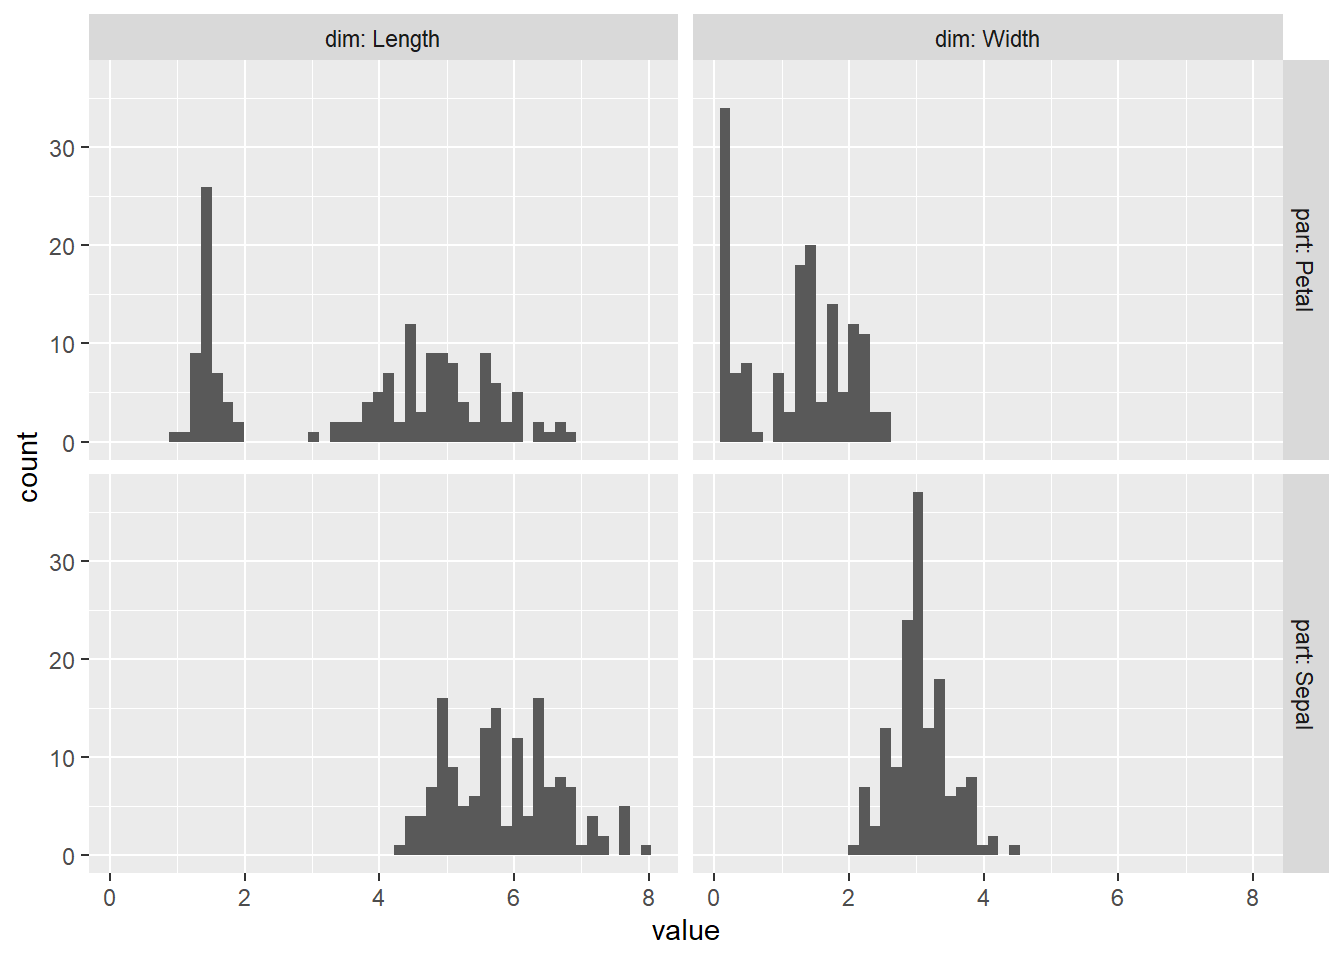 dim: Length
dim: Width
30
20
10
0
part: Petal
count
30
20
10
0
part: Sepal
0 2 4 6 8
0 2 4 6 8
value